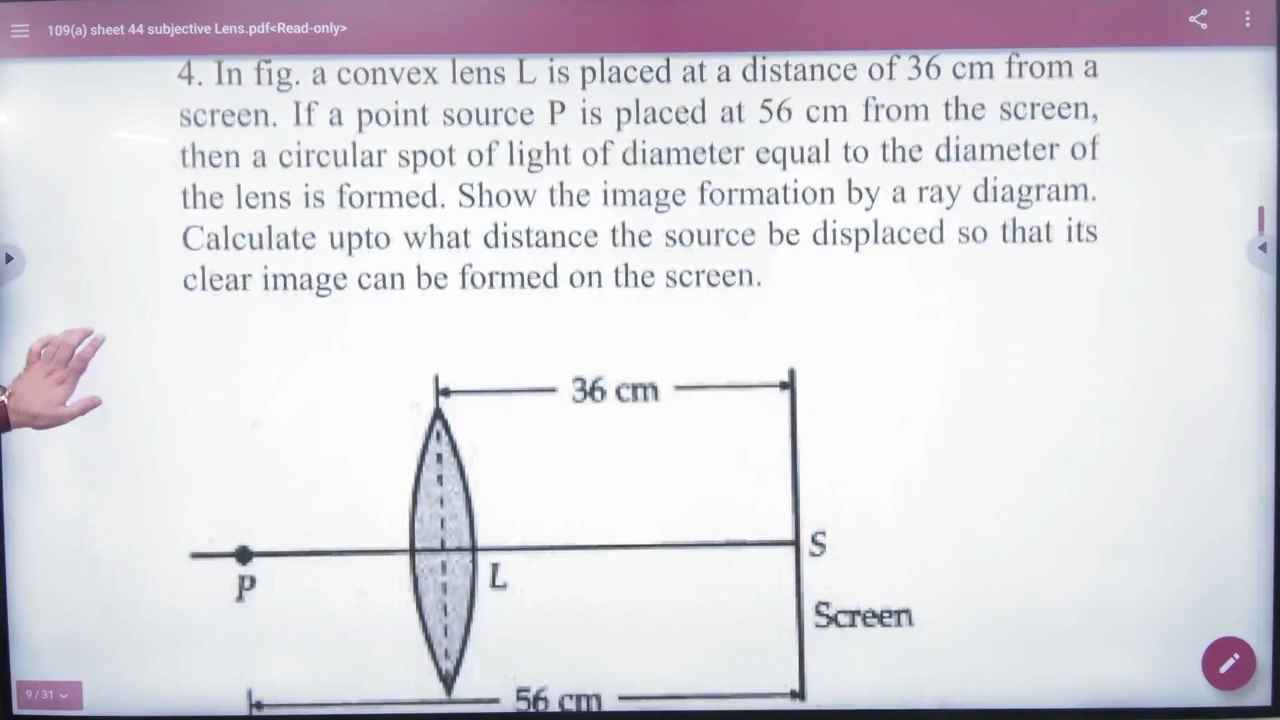 109(a) sheet 44 subjective Lens.pdf<Read-only>
4. In fig. a convex lens L is placed at a distance of 36 cm from a
screen. If a point source P is placed at 56 cm from the screen,
then a circular spot of light of diameter equal to the diameter of
the lens is formed. Show the image formation by a ray diagram.
Calculate upto what distance the source be displaced so that its
clear image can be formed on the screen.
36 cm
S
P
L
Screen
9/31
56 cm